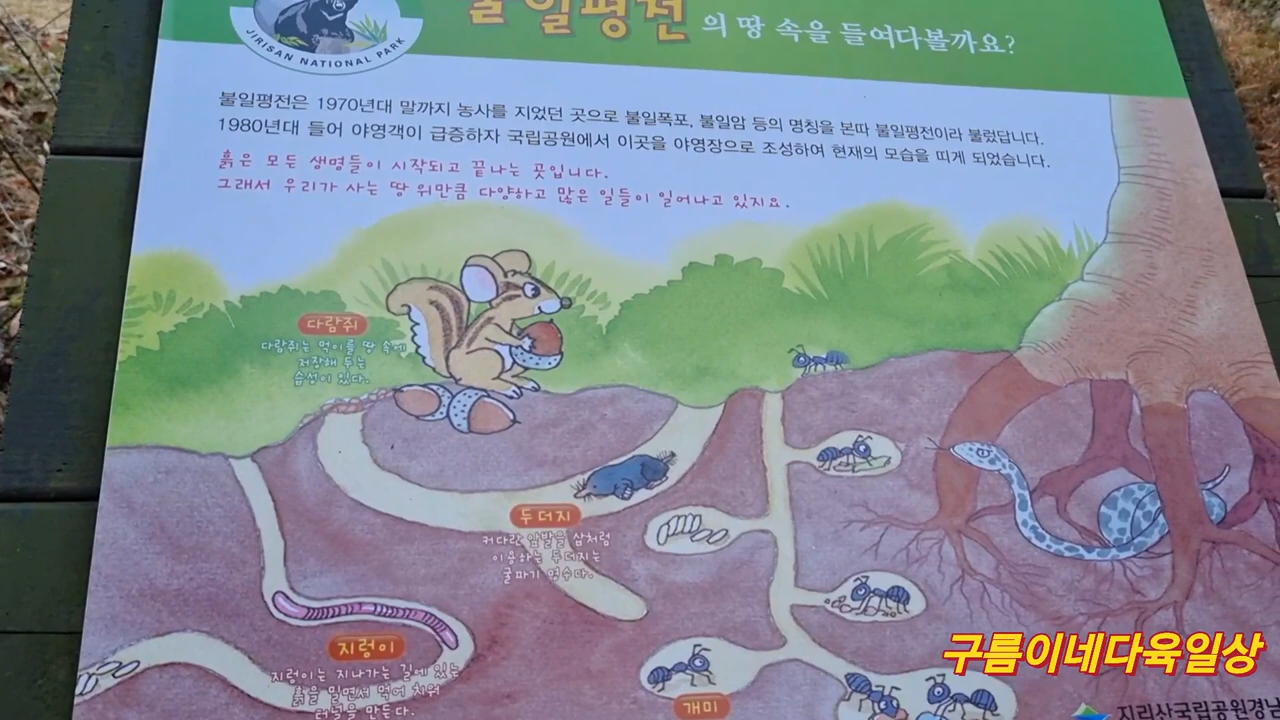 JIRISAN NATIONAL PARK
불일평전의 땅 속을 들여다볼까요?
불일평전은 1970년대 말까지 농사를 지었던 곳으로 불일폭포, 불일암 등의 명칭을 본따 불일평전이라 불렀답니다.
1980년대 들어 야영객이 급증하자 국립공원에서 이곳을 야영장으로 조성하여 현재의 모습을 띠게 되었습니다.
흙은 모든 생명들이 시작되고 끝나는 곳입니다.
그래서 우리가 사는 땅 위만큼 다양하고 많은 일들이 일어나고 있지요.
다람쥐
다람쥐는 먹이를 땅 속에
저장해 두는
습성이 있다.
두더지
커다란 앞발을 삽처럼
이용하는 두더지는
굴파기 명수다.
지렁이
지렁이는 지나가는 길에 있는
흙을 밀면서 먹어 치워
터널을 만든다.
개미
구름이네다육일상
지리산국립공원경남